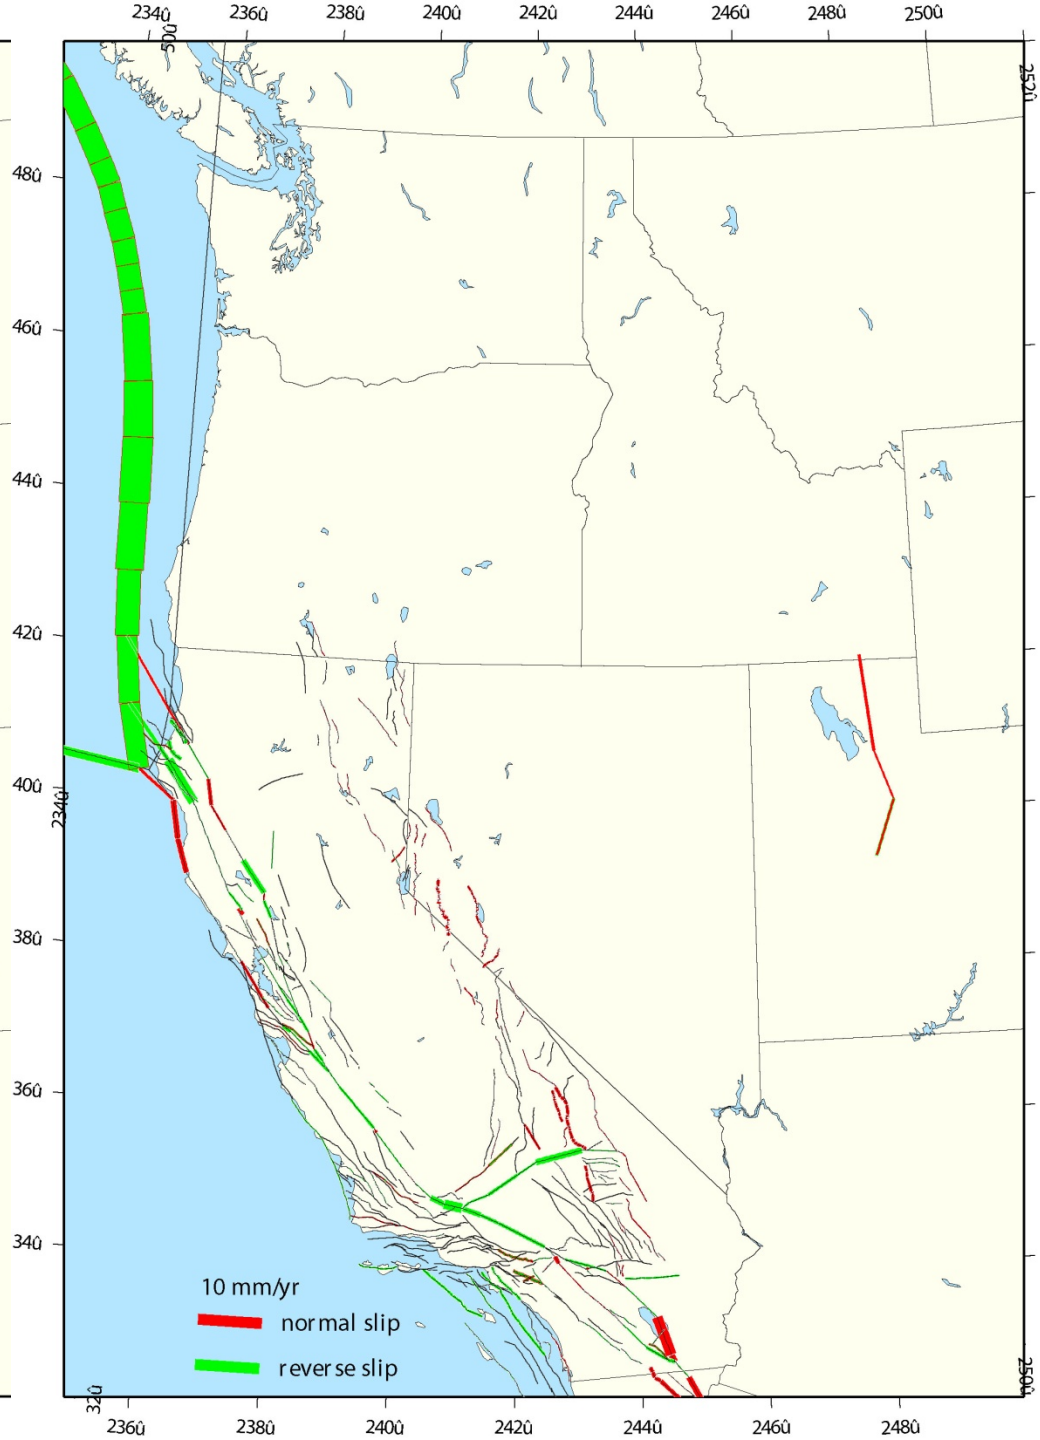 234û 236û 238û 240û 242û 244û 246û 248û 250û
50û
252û
48û
46û
44û
42û
40û
234û
38û
36û
34û
10 mm/yr
normal slip
reverse slip
32û
250û
236û 238û 240û 242û 244û 246û 248û